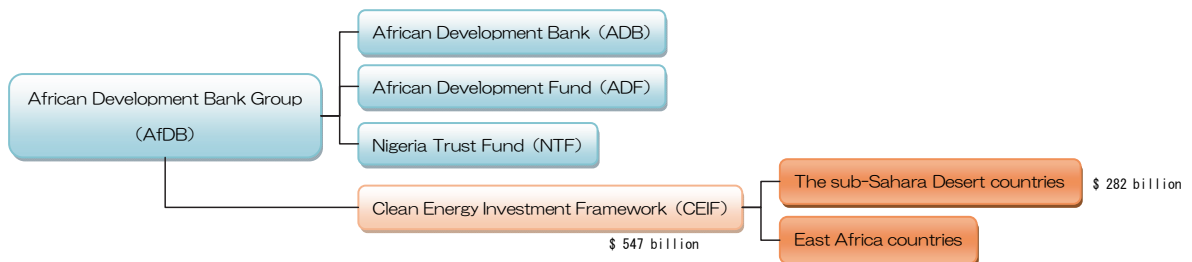 African Development Bank (ADB)
African Development Fund (ADF)
African Development Bank Group
(AfDB)
Nigeria Trust Fund (NTF)
The sub-Sahara Desert countries
$ 282 billion
Clean Energy Investment Framework (CEIF)
$ 547 billion
East Africa countries